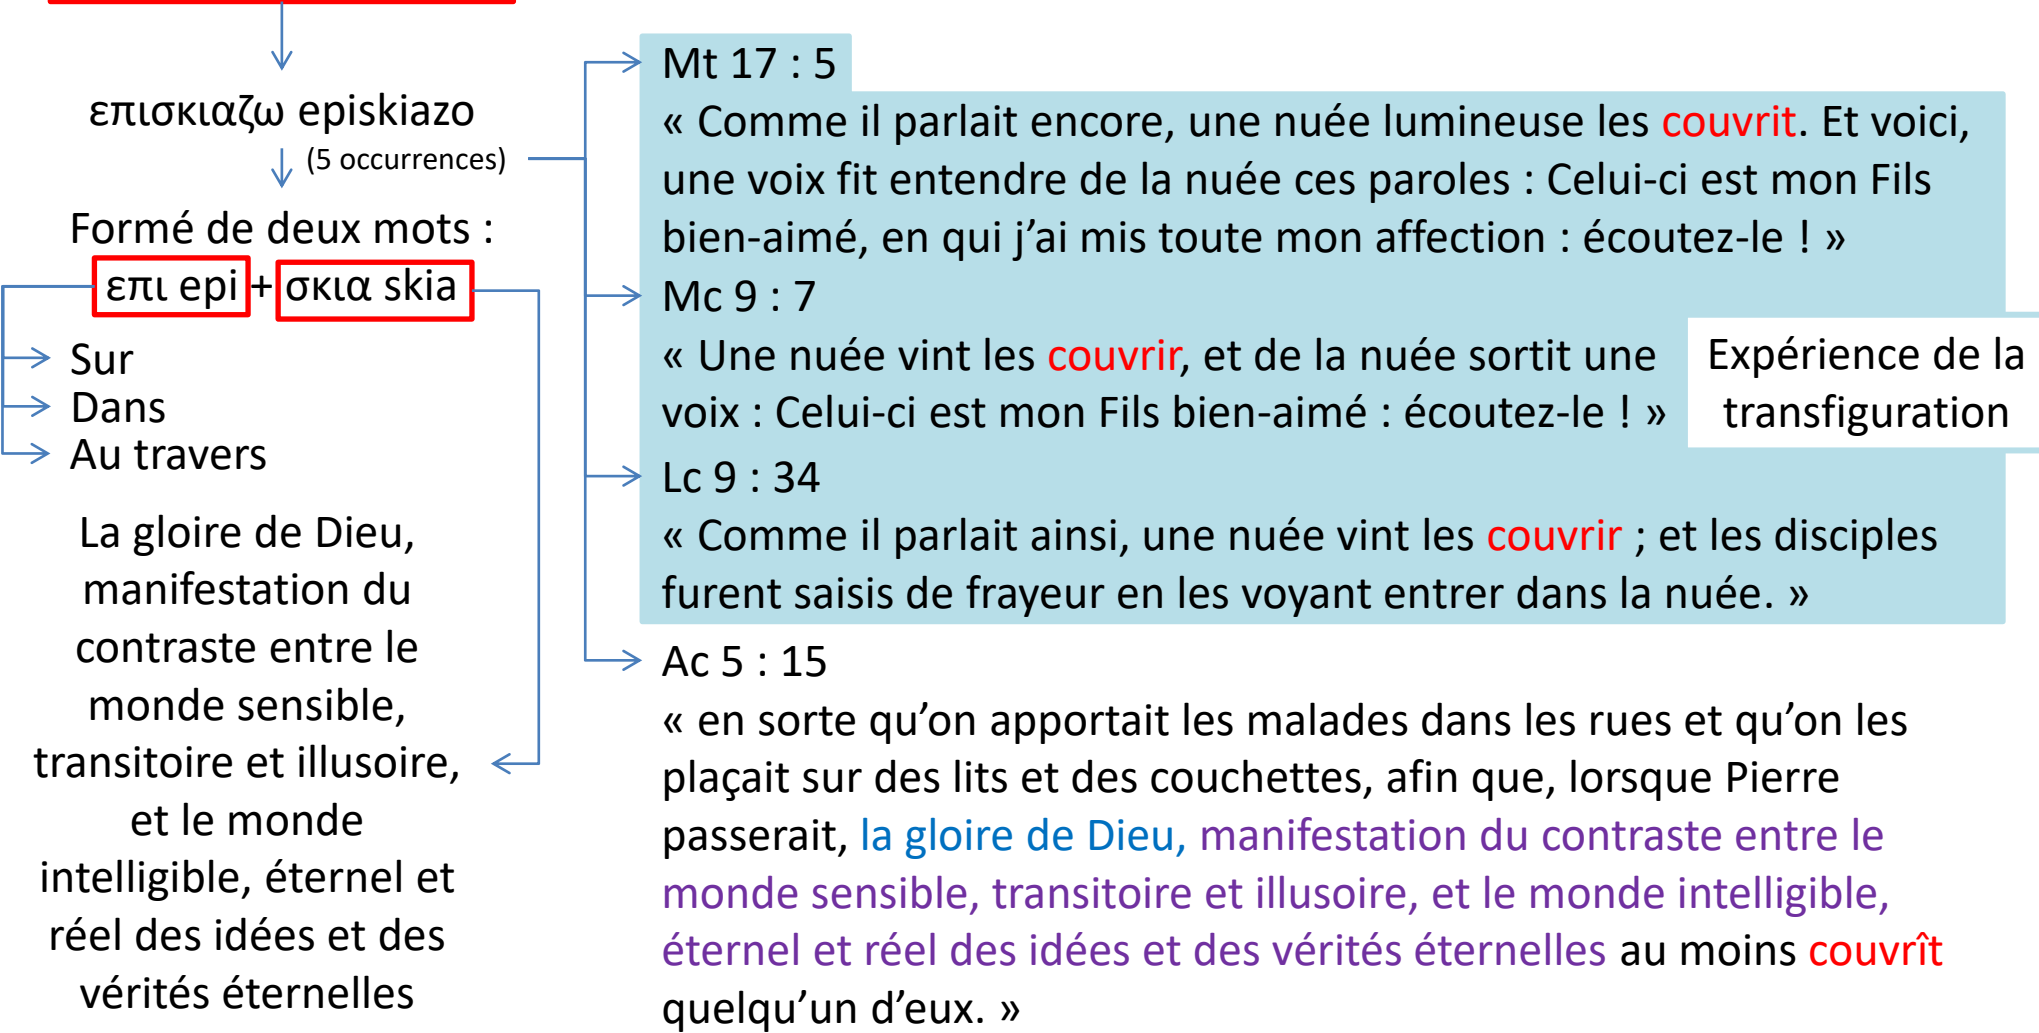 επισκιαζω episkiazo
(5 occurrences)
Formé de deux mots :
επι epi + σκια skia
Sur
Dans
Au travers
La gloire de Dieu,
manifestation du
contraste entre le
monde sensible,
transitoire et illusoire,
et le monde
intelligible, éternel et
réel des idées et des
vérités éternelles
Mt 17 : 5
« Comme il parlait encore, une nuée lumineuse les couvrit. Et voici,
une voix fit entendre de la nuée ces paroles : Celui-ci est mon Fils
bien-aimé, en qui j’ai mis toute mon affection : écoutez-le ! »
Mc 9 : 7
« Une nuée vint les couvrir, et de la nuée sortit une
voix : Celui-ci est mon Fils bien-aimé : écoutez-le ! »
Expérience de la
transfiguration
Lc 9 : 34
« Comme il parlait ainsi, une nuée vint les couvrir ; et les disciples
furent saisis de frayeur en les voyant entrer dans la nuée. »
Ac 5 : 15
« en sorte qu’on apportait les malades dans les rues et qu’on les
plaçait sur des lits et des couchettes, afin que, lorsque Pierre
passerait, la gloire de Dieu, manifestation du contraste entre le
monde sensible, transitoire et illusoire, et le monde intelligible,
éternel et réel des idées et des vérités éternelles au moins couvrît
quelqu'un d'eux. »